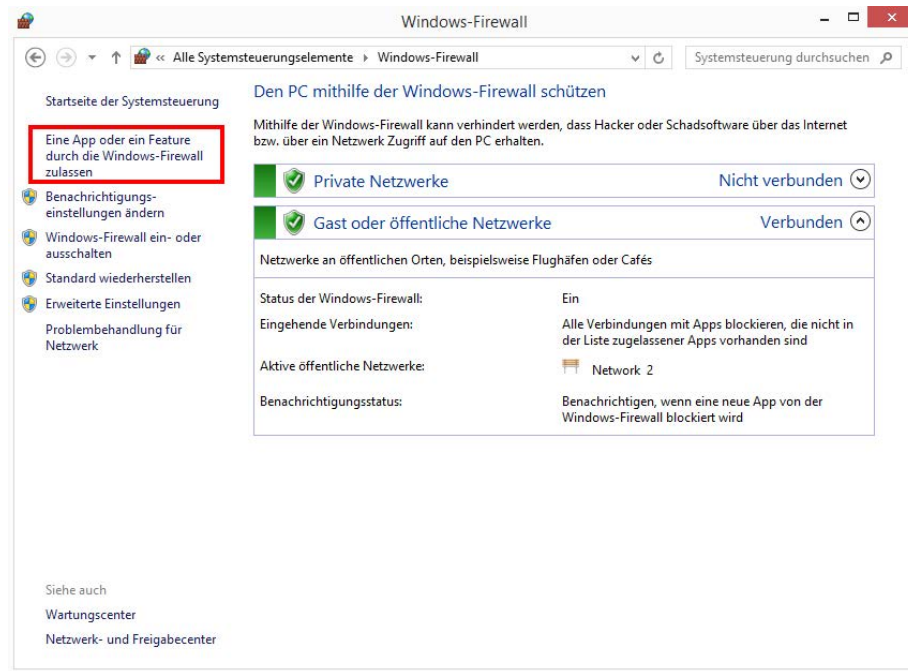 Windows-Firewall
« Alle Systemsteuerungselemente Windows-Firewall
Systemsteuerung durchsuchen
Startseite der Systemsteuerung
Eine App oder ein Feature
durch die Windows-Firewall
zulassen
Benachrichtigungs-
einstellungen ändern
Windows-Firewall ein- oder
ausschalten
Standard wiederherstellen
Erweiterte Einstellungen
Problembehandlung für
Netzwerk
Den PC mithilfe der Windows-Firewall schützen
Mithilfe der Windows-Firewall kann verhindert werden, dass Hacker oder Schadsoftware über das Internet
bzw. über ein Netzwerk Zugriff auf den PC erhalten.
Private Netzwerke Nicht verbunden
Gast oder öffentliche Netzwerke Verbunden
Netzwerke an öffentlichen Orten, beispielsweise Flughäfen oder Cafés
Status der Windows-Firewall: Ein
Eingehende Verbindungen: Alle Verbindungen mit Apps blockieren, die nicht in
der Liste zugelassener Apps vorhanden sind
Aktive öffentliche Netzwerke: Network 2
Benachrichtigungsstatus: Benachrichtigen, wenn eine neue App von der
Windows-Firewall blockiert wird
Siehe auch
Wartungscenter
Netzwerk- und Freigabecenter